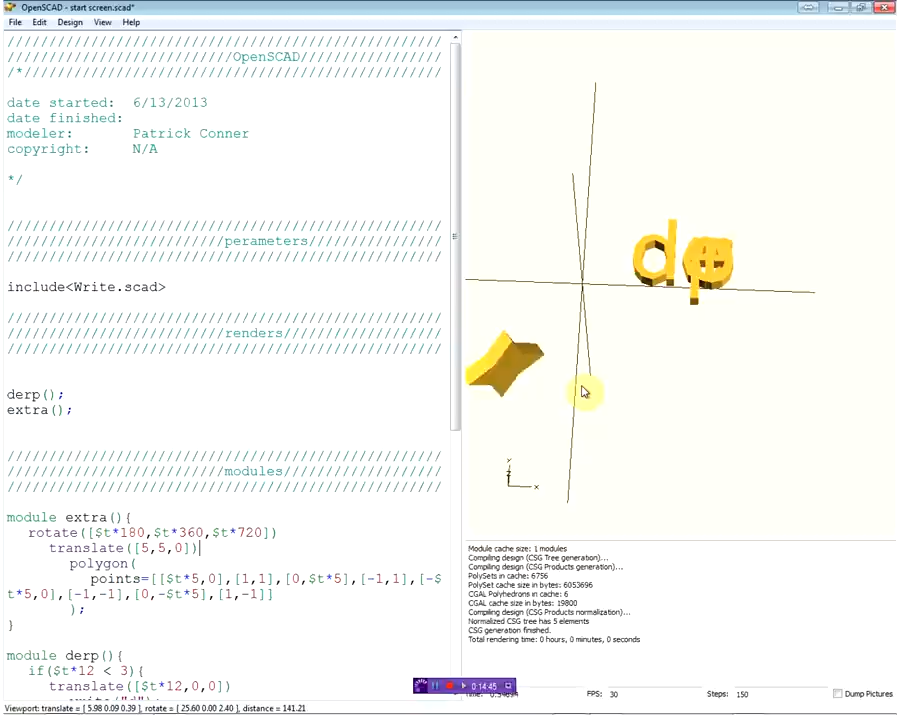 OpenSCAD - start screen.scad*
File Edit Design View Help
////////////////////////////////////////////////////
///////////////////////////OpenSCAD/////////////////
/*//////////////////////////////////////////////////
date started: 6/13/2013
date finished:
modeler: Patrick Conner
copyright: N/A
*/
////////////////////////////////////////////////////
//////////////////////////perameters////////////////
////////////////////////////////////////////////////
include<Write.scad>
////////////////////////////////////////////////////
//////////////////////////renders///////////////////
////////////////////////////////////////////////////
derp();
extra();
////////////////////////////////////////////////////
//////////////////////////modules///////////////////
////////////////////////////////////////////////////
module extra(){
rotate([$t*180,$t*360,$t*720])
translate([5,5,0])
polygon(
points=[[$t*5,0],[1,1],[0,$t*5],[-1,1],[-$
t*5,0],[-1,-1],[0,-$t*5],[1,-1]]
);
}
module derp(){
if($t*12 < 3){
translate([$t*12,0,0])
d
Y
Z
X
Module cache size: 1 modules
Compiling design (CSG Tree generation)...
Compiling design (CSG Products generation)...
PolySets in cache: 6756
PolySet cache size in bytes: 6053696
CGAL Polyhedrons in cache: 6
CGAL cache size in bytes: 19800
Compiling design (CSG Products normalization)...
Normalized CSG tree has 5 elements
CSG generation finished.
Total rendering time: 0 hours, 0 minutes, 0 seconds
0:14:45
FPS: 30 Steps: 150 Dump Pictures
Viewport: translate = [ 5.98 0.09 0.39 ], rotate = [ 25.60 0.00 2.40 ], distance = 141.21